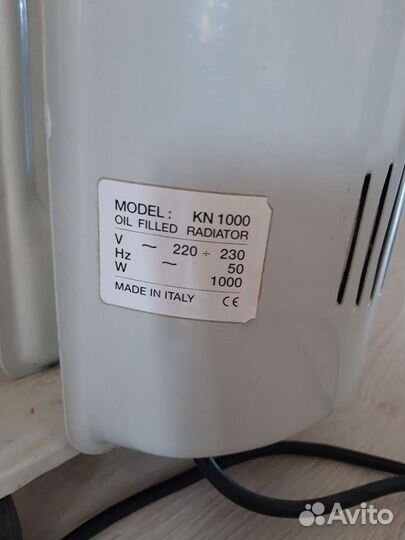 MODEL: KN 1000
OIL FILLED RADIATOR
V ~ 220 ÷ 230
Hz ~ 50
W 1000
MADE IN ITALY CE
Avito